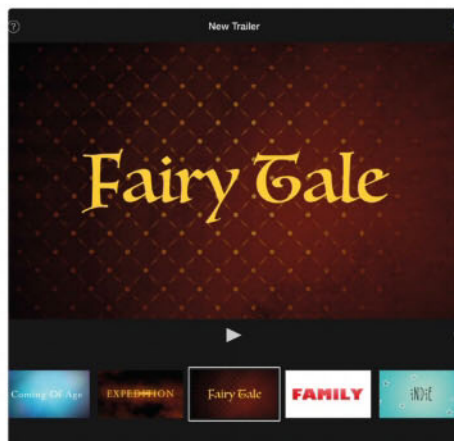 ?
New Trailer
Fairy Tale
Coming Of Age
EXPEDITION
Fairy Tale
FAMILY
iNDiE